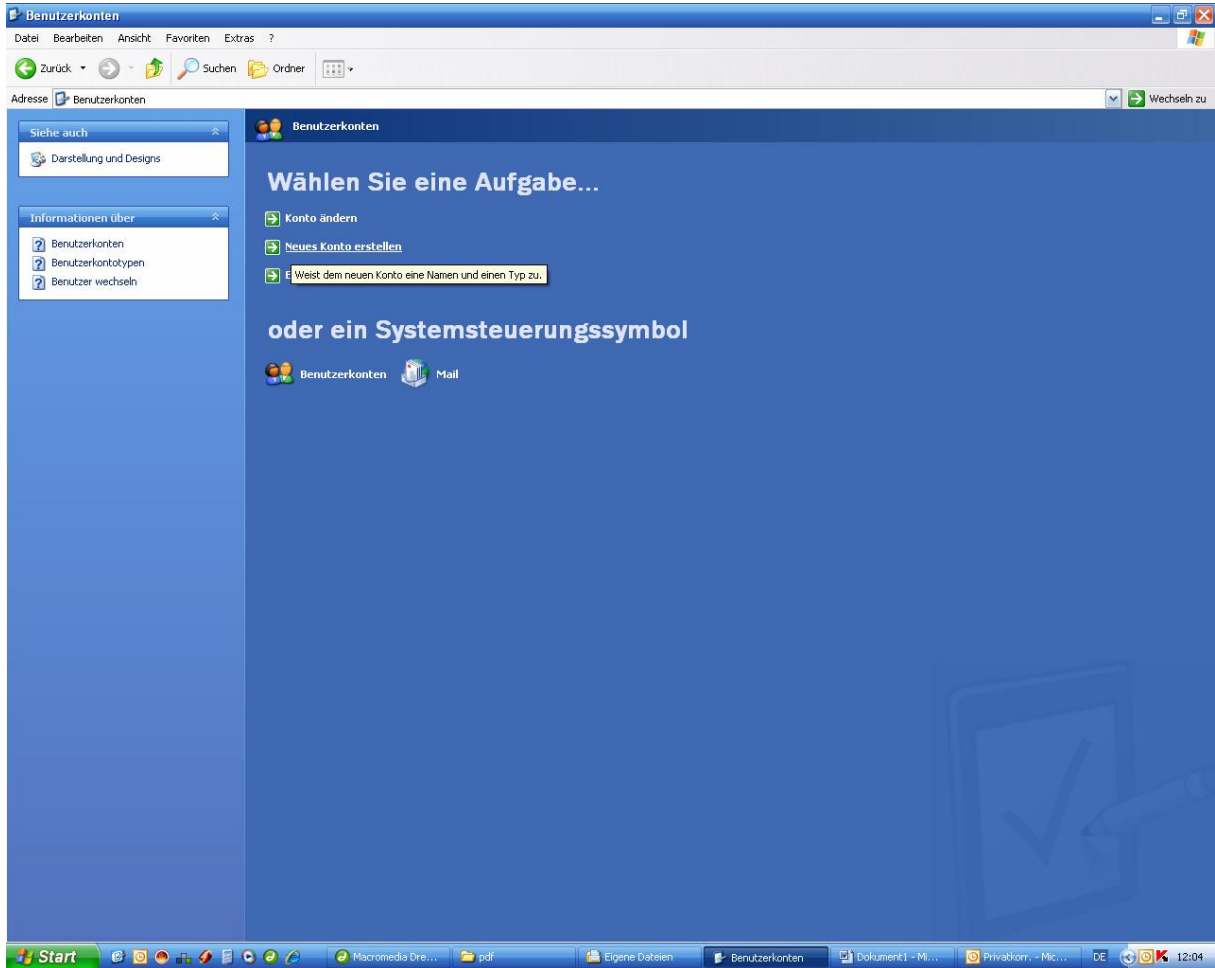 Benutzerkonten
Datei Bearbeiten Ansicht Favoriten Extras ?
Zurück Suchen Ordner
Adresse Benutzerkonten Wechseln zu
Siehe auch
Darstellung und Designs
Informationen über
Benutzerkonten
Benutzerkontotypen
Benutzer wechseln
Benutzerkonten
Wählen Sie eine Aufgabe...
Konto ändern
Neues Konto erstellen
E
Weist dem neuen Konto eine Namen und einen Typ zu.
oder ein Systemsteuerungssymbol
Benutzerkonten Mail
Start Macromedia Dre... pdf Eigene Dateien Benutzerkonten Dokument1 - Mi... Privatkorr. - Mic... DE 12:04